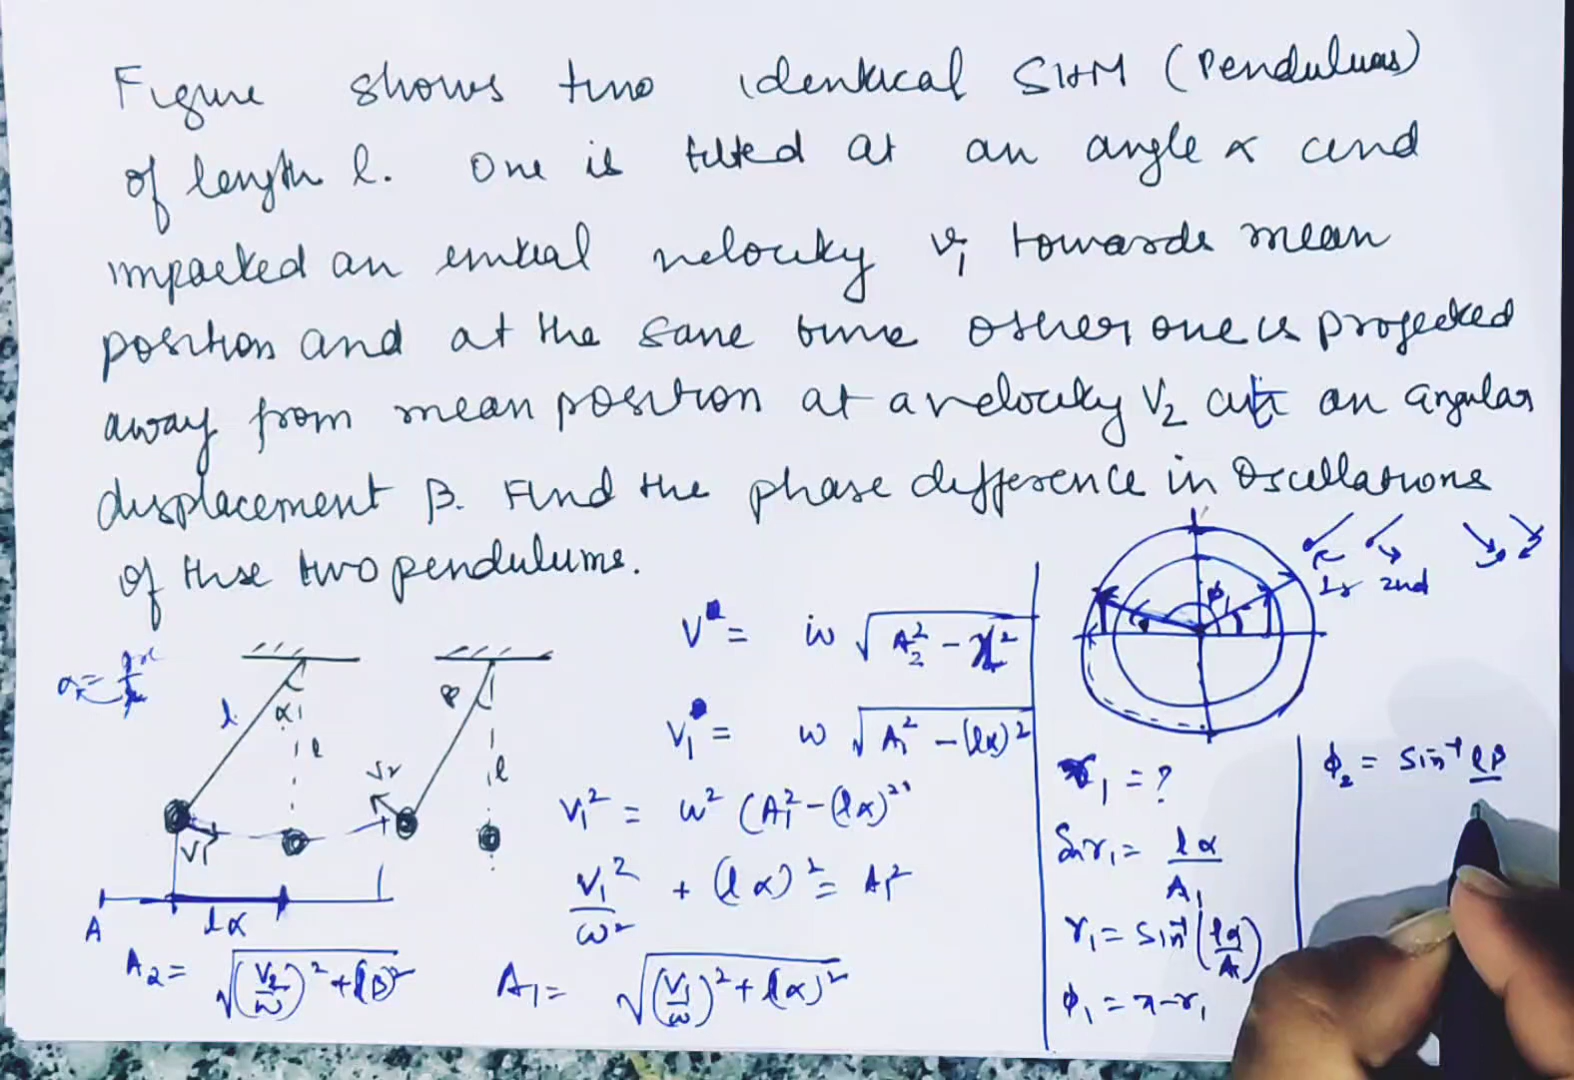 Figure shows two identical SHM (Pendulums)
of length l. One is tilted at an angle α and
imparted an initial velocity v₁ towards mean
position and at the same time other one is projected
away from mean position at a velocity V₂ at an angular
displacement β. Find the phase difference in Oscillations
of these two pendulums.
1st 2nd
ϕ₁
V = ω √(A₂² - x²)
V₁ = ω √(A₁² - (lα)²)
V₁² = ω² (A₁² - (lα)²)
V₁²/ω² + (lα)² = A₁²
A₁ = √((V₁/ω)² + (lα)²)
l
α
l
V₁
β
l
V₂
A
lα
A₂ = √((V₂/ω)² + (lβ)²
r₁ = ?
Sin r₁ = lα/A₁
r₁ = Sin⁻¹(lα/A₁)
ϕ₁ = π - r₁
ϕ₂ = Sin⁻¹ lβ